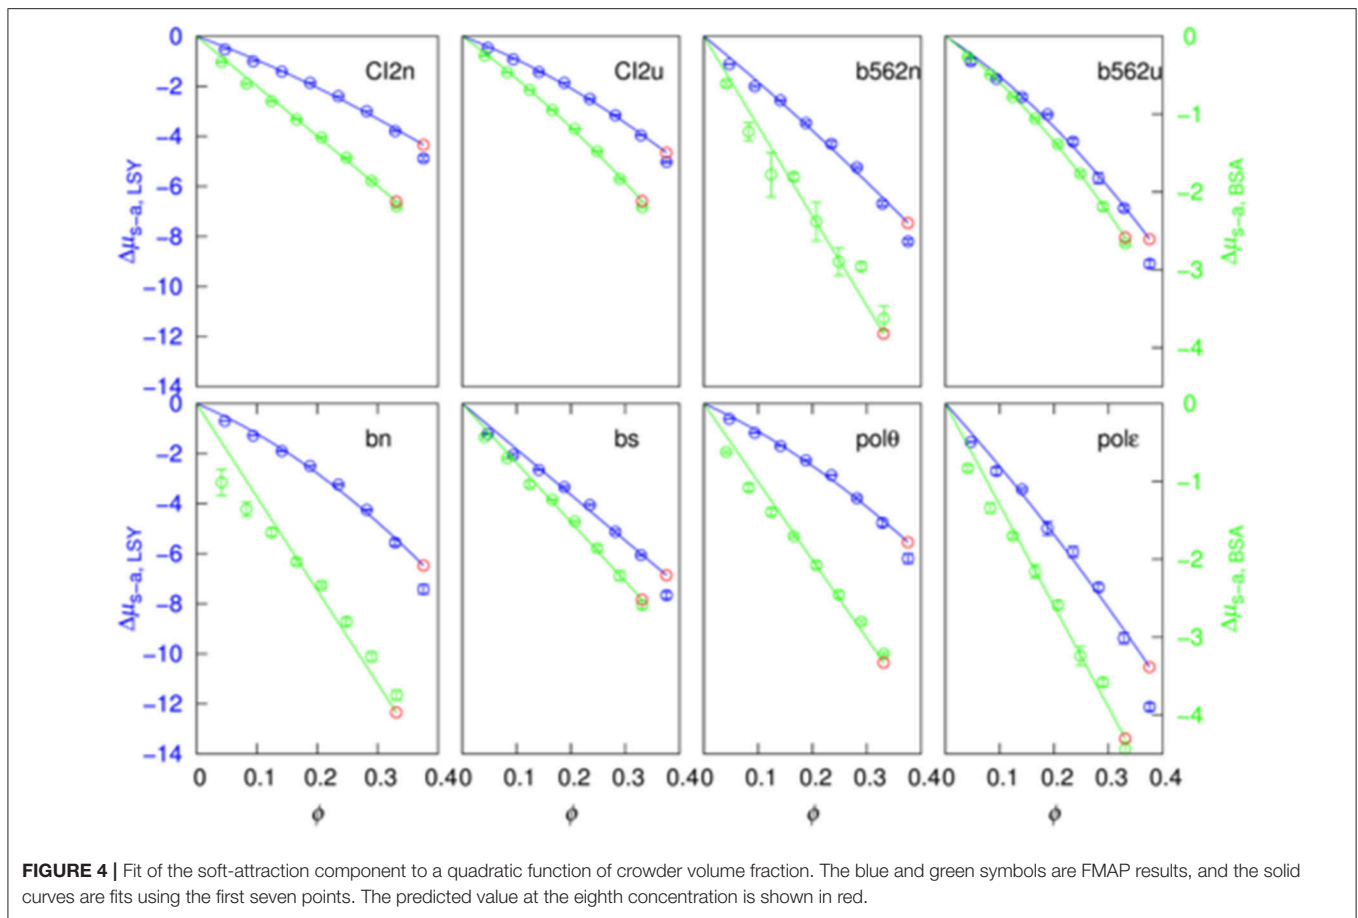 0
−2
−4
−6
−8
−10
−12
−14
Δμs−a, LSY
CI2n
CI2u
b562n
b562u
0
−1
−2
−3
−4
Δμs−a, BSA
0
−2
−4
−6
−8
−10
−12
−14
Δμs−a, LSY
bn
bs
polθ
polε
0
−1
−2
−3
−4
Δμs−a, BSA
0 0.1 0.2 0.3 0.40 0.1 0.2 0.3 0.40 0.1 0.2 0.3 0.40 0.1 0.2 0.3 0.4
ϕ ϕ ϕ ϕ
FIGURE 4 | Fit of the soft-attraction component to a quadratic function of crowder volume fraction. The blue and green symbols are FMAP results, and the solid
curves are fits using the first seven points. The predicted value at the eighth concentration is shown in red.